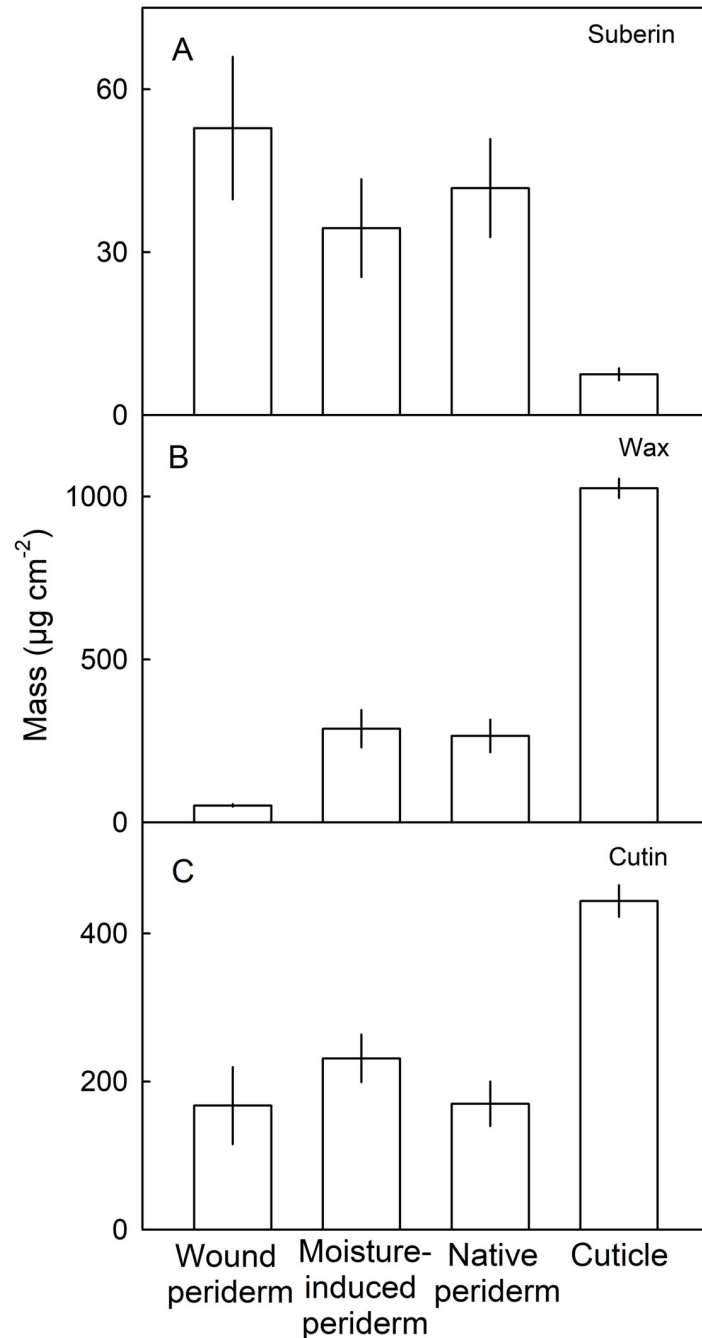 A
Suberin
60
30
0
B
Wax
1000
500
0
C
Cutin
400
200
0
Mass (µg cm⁻²)
Wound periderm
Moisture-induced periderm
Native periderm
Cuticle